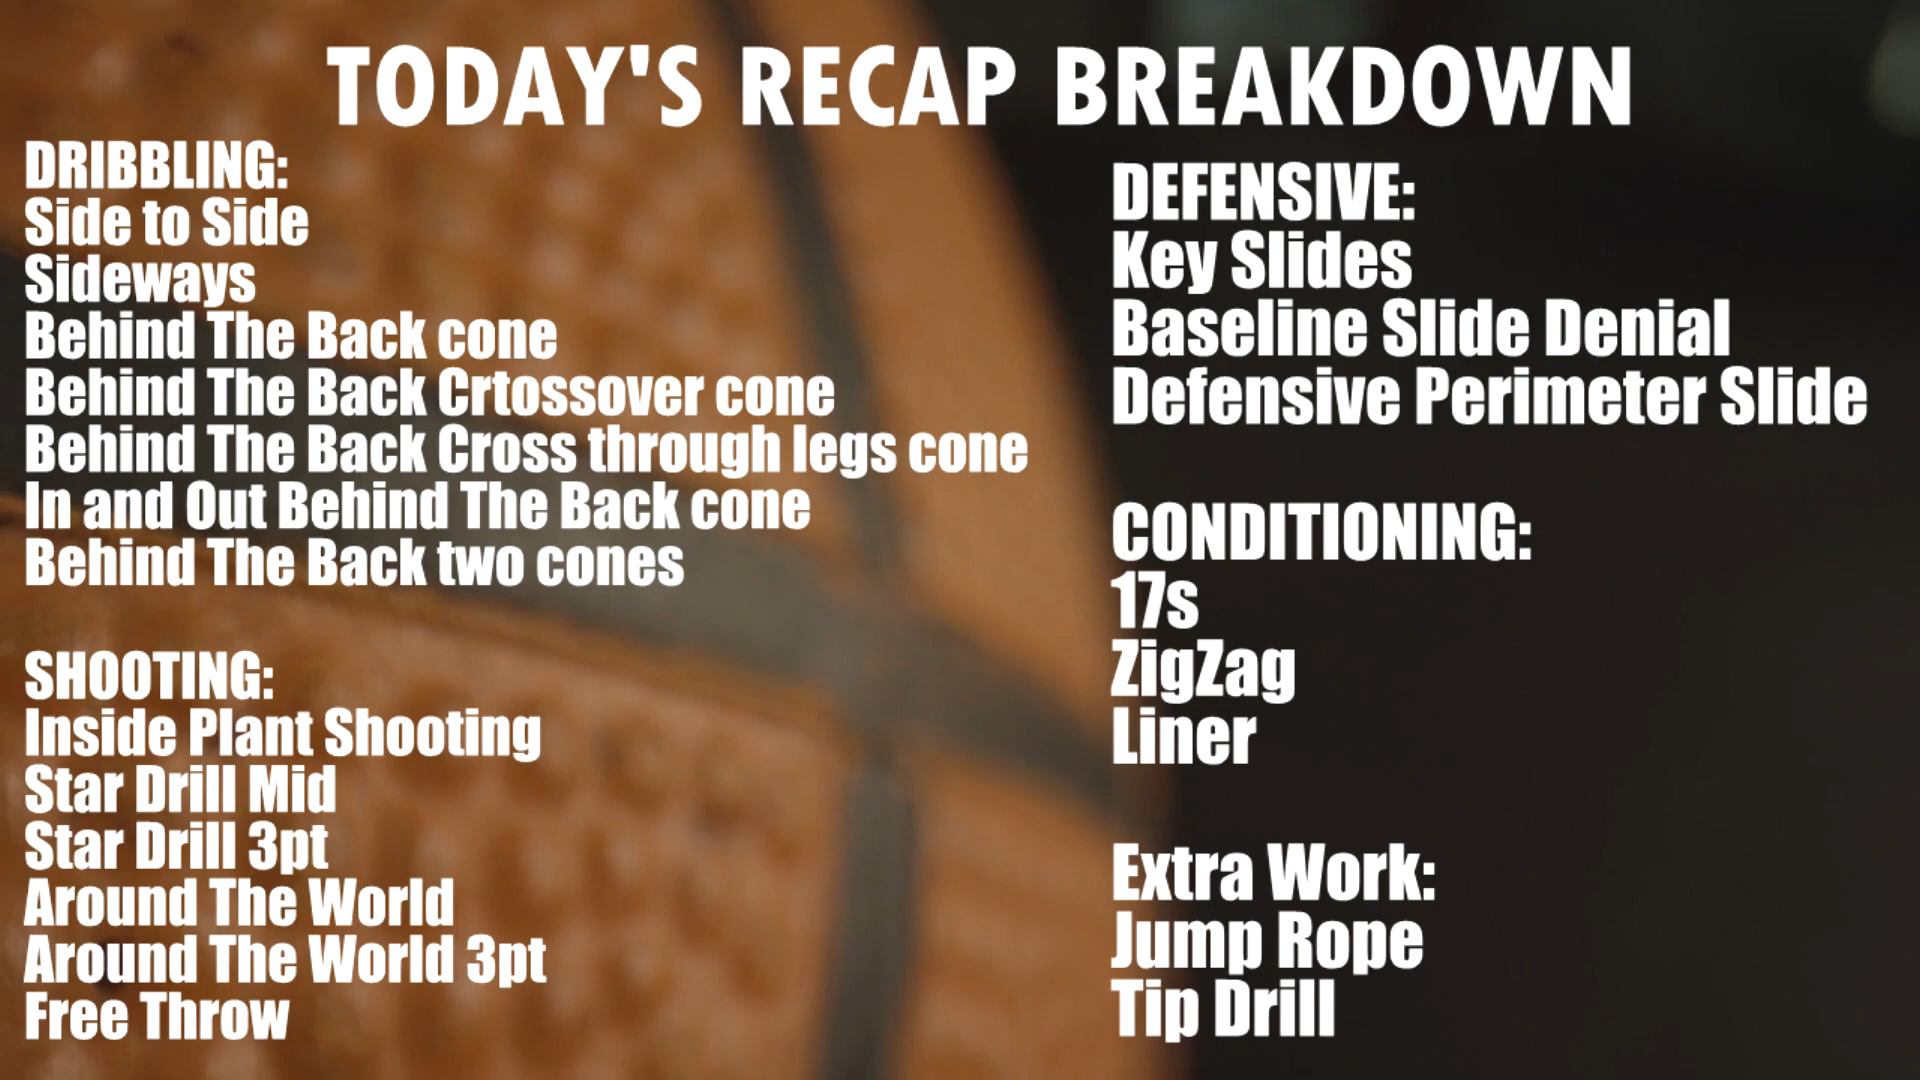 TODAY'S RECAP BREAKDOWN
DRIBBLING:
Side to Side
Sideways
Behind The Back cone
Behind The Back Crtossover cone
Behind The Back Cross through legs cone
In and Out Behind The Back cone
Behind The Back two cones
SHOOTING:
Inside Plant Shooting
Star Drill Mid
Star Drill 3pt
Around The World
Around The World 3pt
Free Throw
DEFENSIVE:
Key Slides
Baseline Slide Denial
Defensive Perimeter Slide
CONDITIONING:
17s
ZigZag
Liner
Extra Work:
Jump Rope
Tip Drill